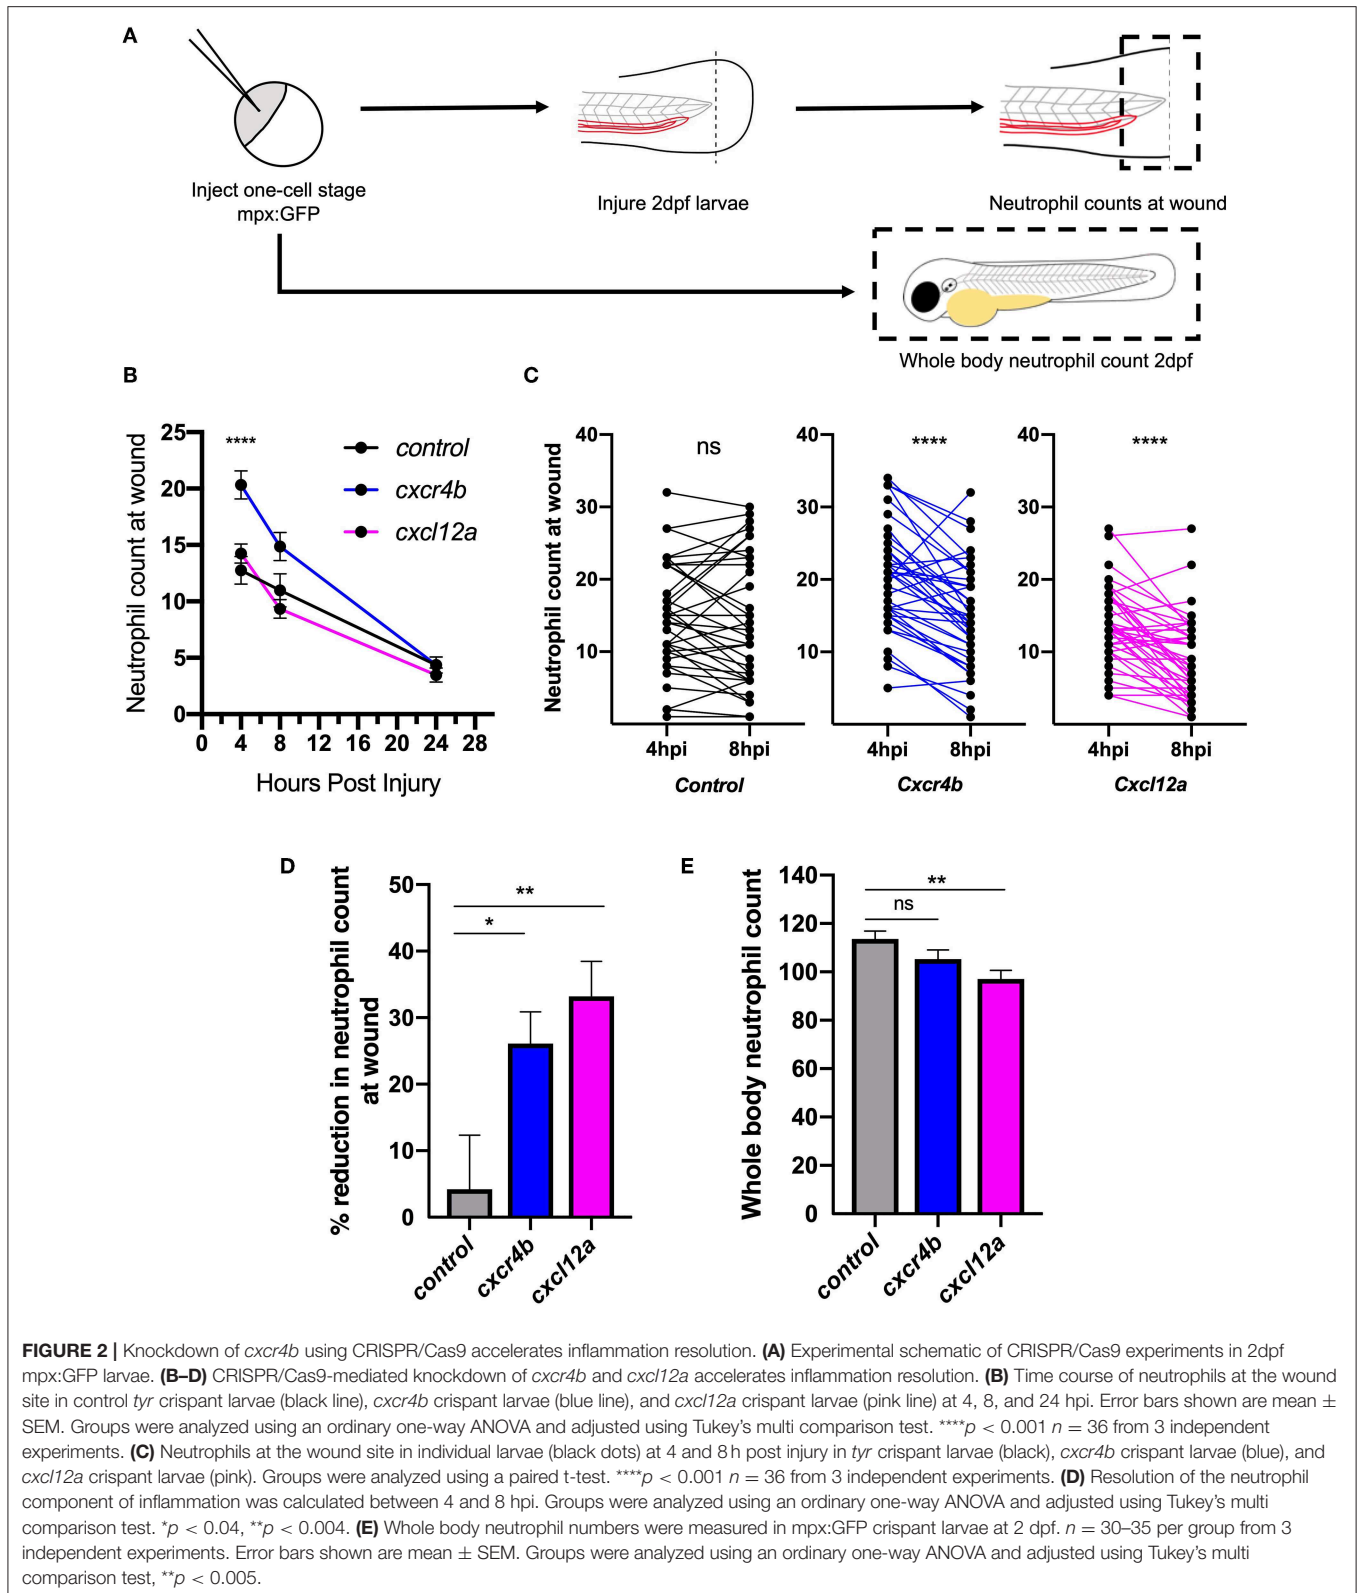 A
Inject one-cell stage
mpx:GFP
Injure 2dpf larvae
Neutrophil counts at wound
Whole body neutrophil count 2dpf
B
Neutrophil count at wound
25
20
15
10
5
0
****
control
cxcr4b
cxcl12a
0 4 8 12 16 20 24 28
Hours Post Injury
C
Neutrophil count at wound
40
30
20
10
ns
4hpi 8hpi
Control
40
30
20
10
****
4hpi 8hpi
Cxcr4b
40
30
20
10
****
4hpi 8hpi
Cxcl12a
D
% reduction in neutrophil count
at wound
50
40
30
20
10
0
**
*
control
cxcr4b
cxcl12a
E
Whole body neutrophil count
140
120
100
80
60
40
20
0
**
ns
control
cxcr4b
cxcl12a
FIGURE 2 | Knockdown of cxcr4b using CRISPR/Cas9 accelerates inflammation resolution. (A) Experimental schematic of CRISPR/Cas9 experiments in 2dpf
mpx:GFP larvae. (B–D) CRISPR/Cas9-mediated knockdown of cxcr4b and cxcl12a accelerates inflammation resolution. (B) Time course of neutrophils at the wound
site in control tyr crispant larvae (black line), cxcr4b crispant larvae (blue line), and cxcl12a crispant larvae (pink line) at 4, 8, and 24 hpi. Error bars shown are mean ±
SEM. Groups were analyzed using an ordinary one-way ANOVA and adjusted using Tukey's multi comparison test. ****p < 0.001 n = 36 from 3 independent
experiments. (C) Neutrophils at the wound site in individual larvae (black dots) at 4 and 8 h post injury in tyr crispant larvae (black), cxcr4b crispant larvae (blue), and
cxcl12a crispant larvae (pink). Groups were analyzed using a paired t-test. ****p < 0.001 n = 36 from 3 independent experiments. (D) Resolution of the neutrophil
component of inflammation was calculated between 4 and 8 hpi. Groups were analyzed using an ordinary one-way ANOVA and adjusted using Tukey's multi
comparison test. *p < 0.04, **p < 0.004. (E) Whole body neutrophil numbers were measured in mpx:GFP crispant larvae at 2 dpf. n = 30–35 per group from 3
independent experiments. Error bars shown are mean ± SEM. Groups were analyzed using an ordinary one-way ANOVA and adjusted using Tukey's multi
comparison test, **p < 0.005.